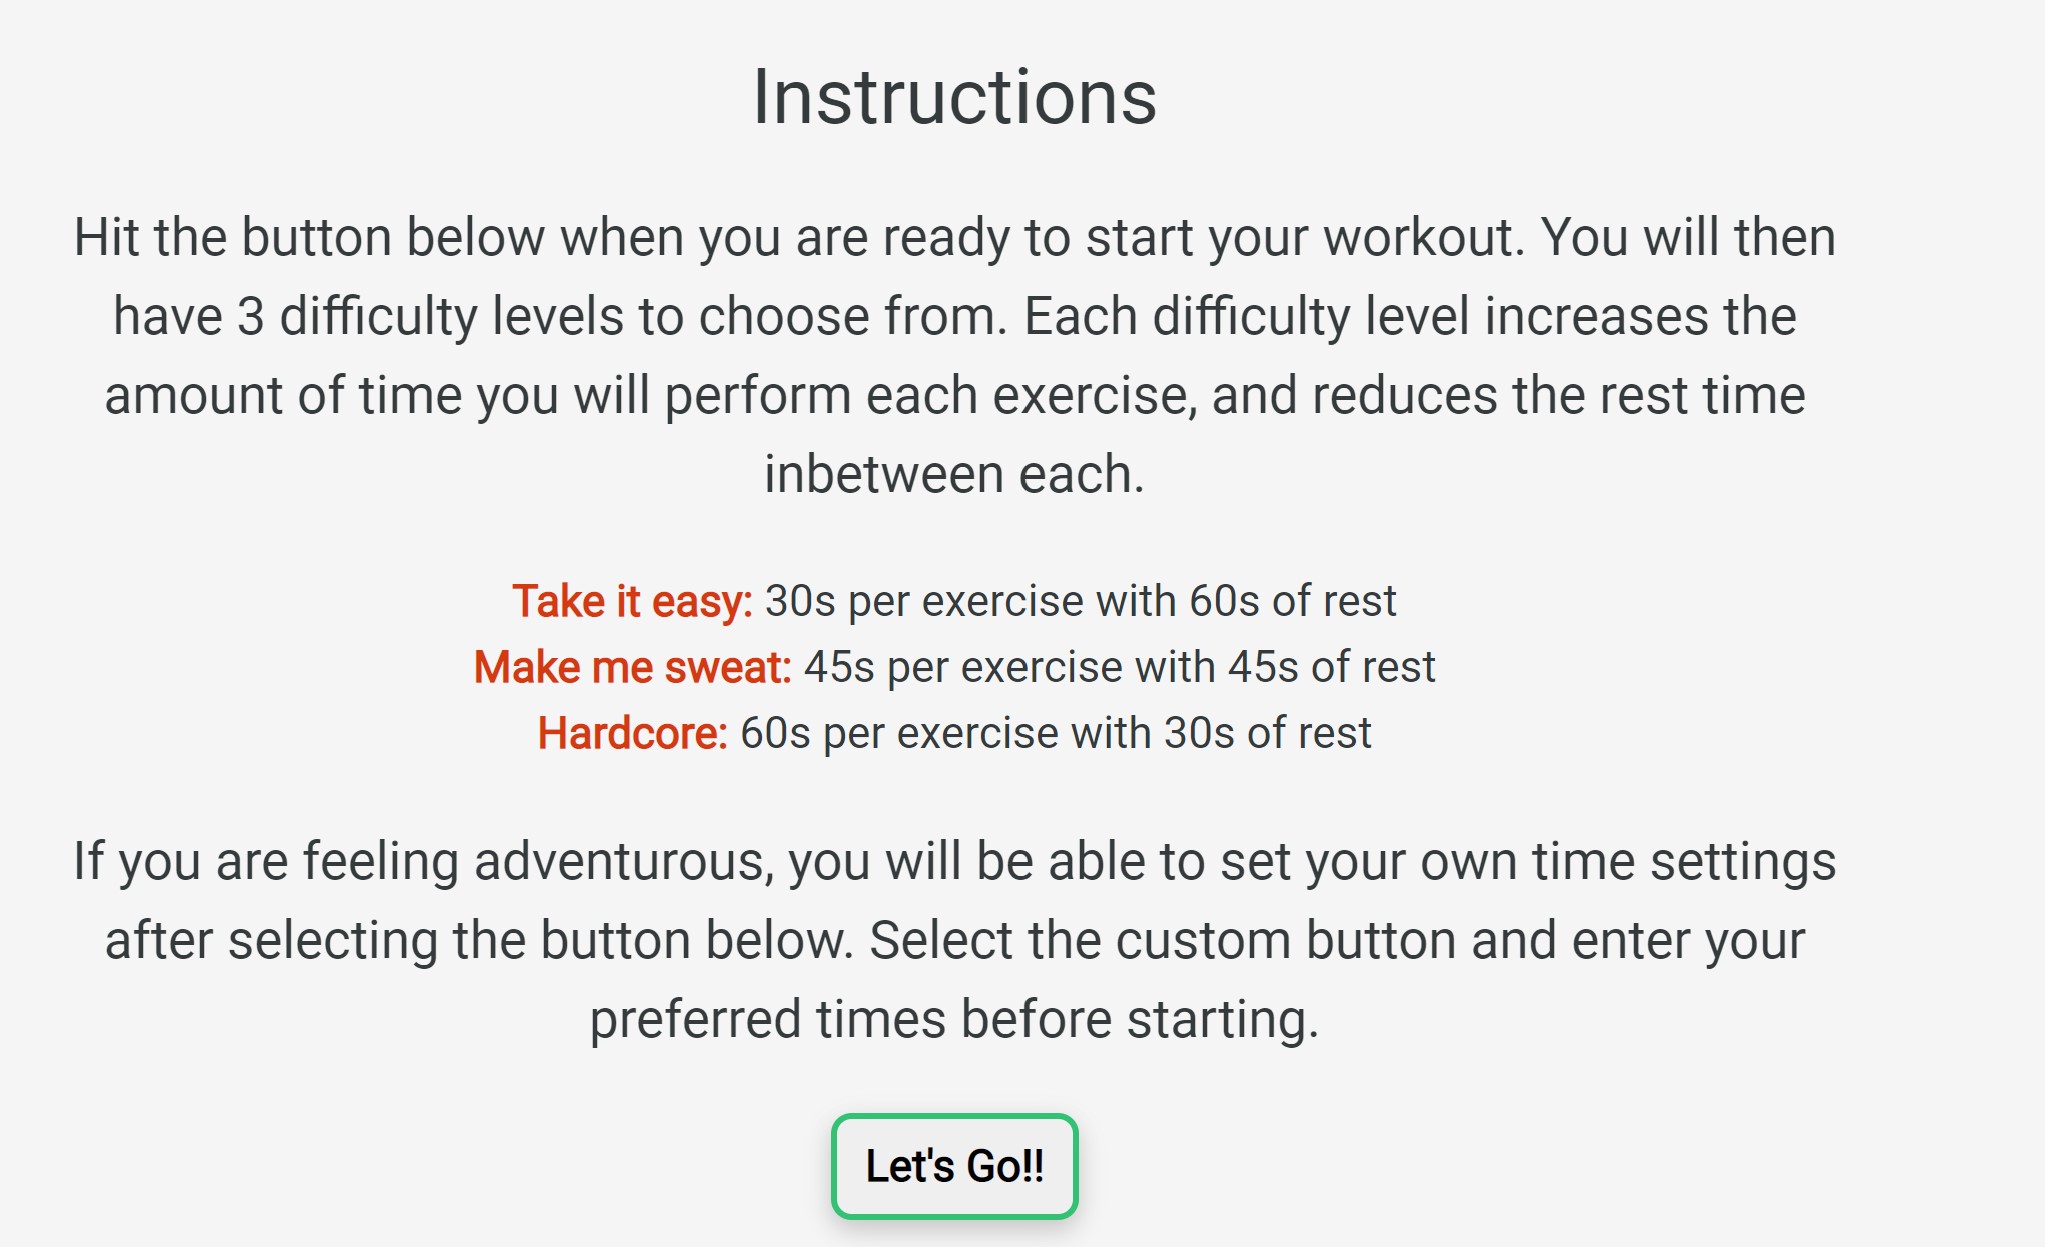 Instructions
Hit the button below when you are ready to start your workout. You will then
have 3 difficulty levels to choose from. Each difficulty level increases the
amount of time you will perform each exercise, and reduces the rest time
inbetween each.
Take it easy: 30s per exercise with 60s of rest
Make me sweat: 45s per exercise with 45s of rest
Hardcore: 60s per exercise with 30s of rest
If you are feeling adventurous, you will be able to set your own time settings
after selecting the button below. Select the custom button and enter your
preferred times before starting.
Let's Go!!